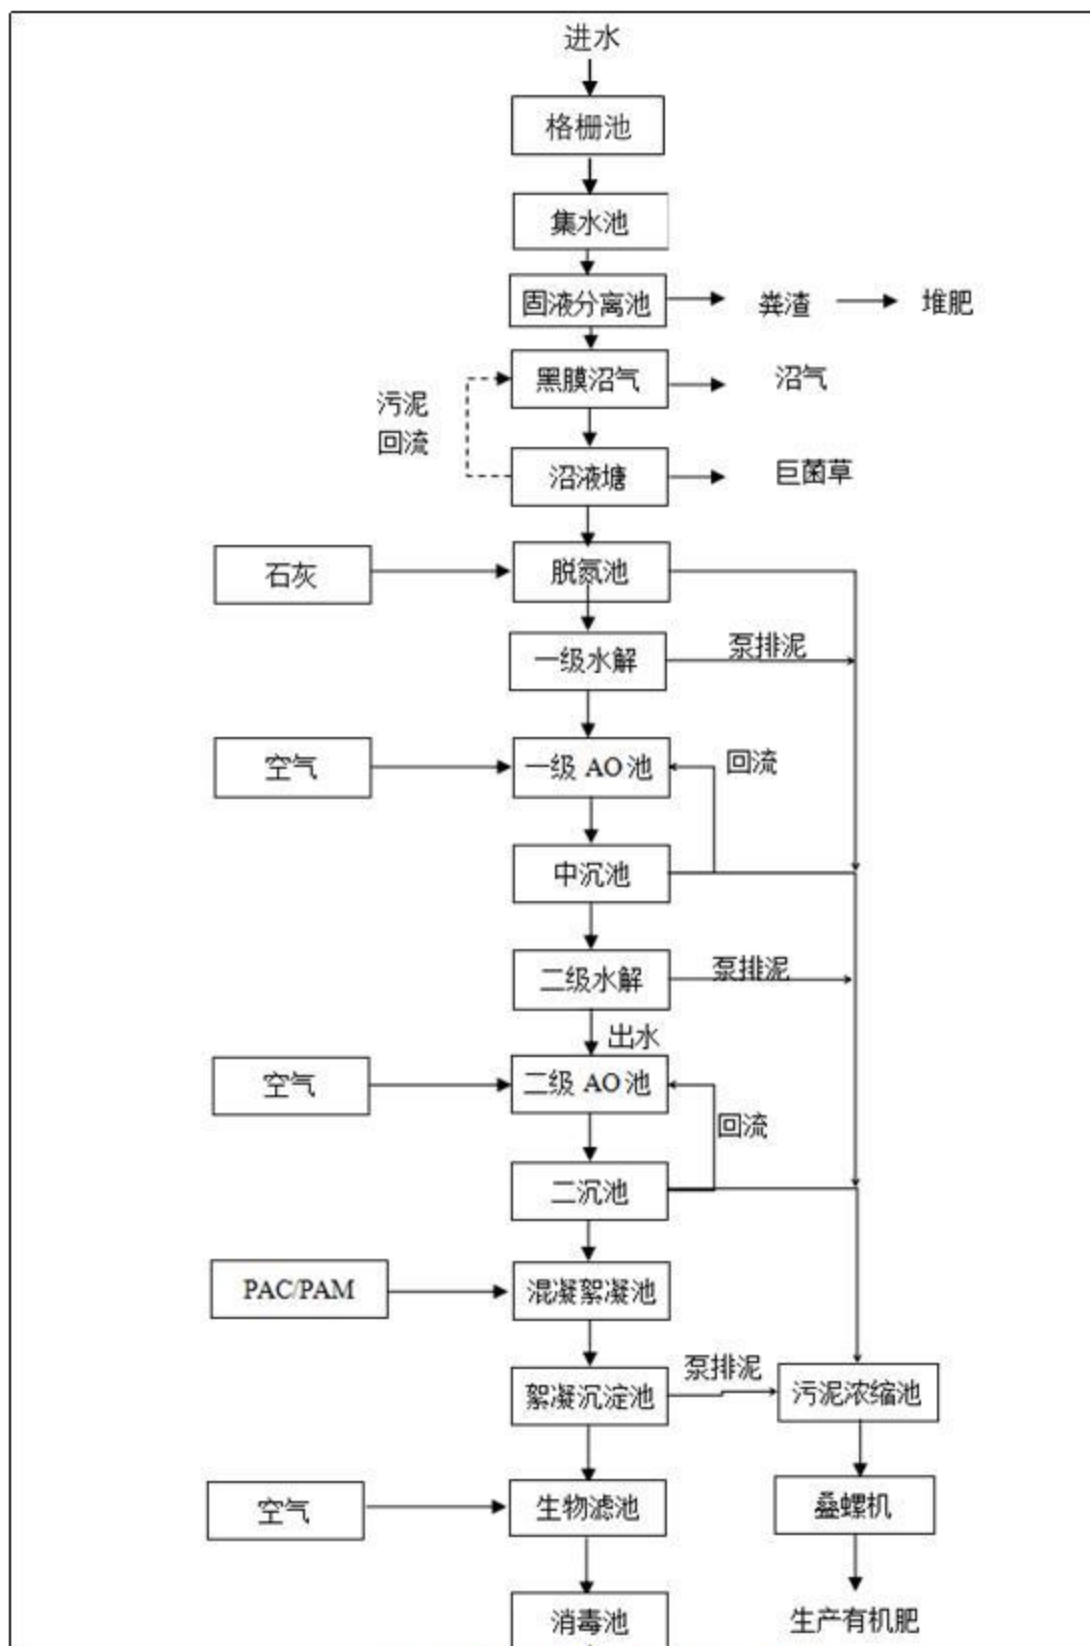 进水
格栅池
集水池
固液分离池
粪渣
堆肥
黑膜沼气
沼气
污泥
回流
沼液塘
巨菌草
石灰
脱氮池
一级水解
泵排泥
空气
一级 AO 池
回流
中沉池
二级水解
泵排泥
出水
空气
二级 AO 池
回流
二沉池
PAC/PAM
混凝絮凝池
絮凝沉淀池
泵排泥
污泥浓缩池
空气
生物滤池
叠螺机
消毒池
生产有机肥